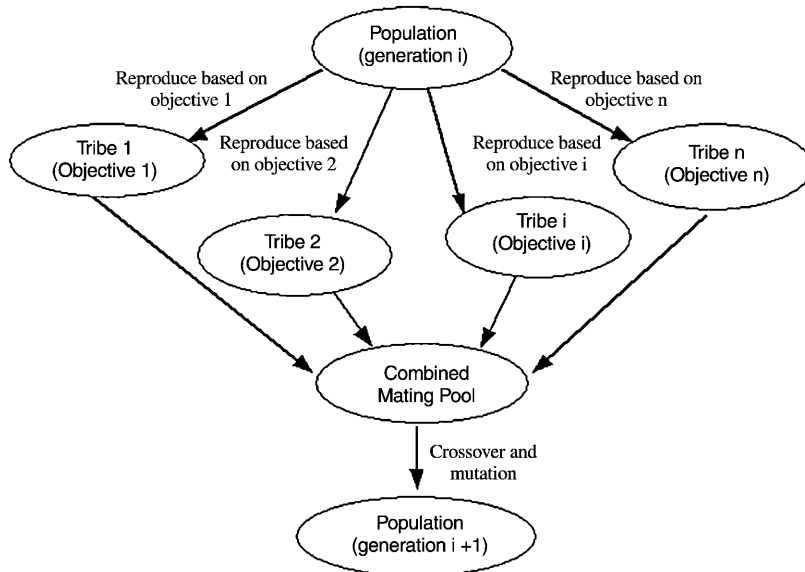 Population
(generation i)
Reproduce based on
objective 1
Reproduce based on
objective n
Tribe 1
(Objective 1)
Reproduce based
on objective 2
Reproduce based
on objective i
Tribe n
(Objective n)
Tribe 2
(Objective 2)
Tribe i
(Objective i)
Combined
Mating Pool
Crossover and
mutation
Population
(generation i +1)